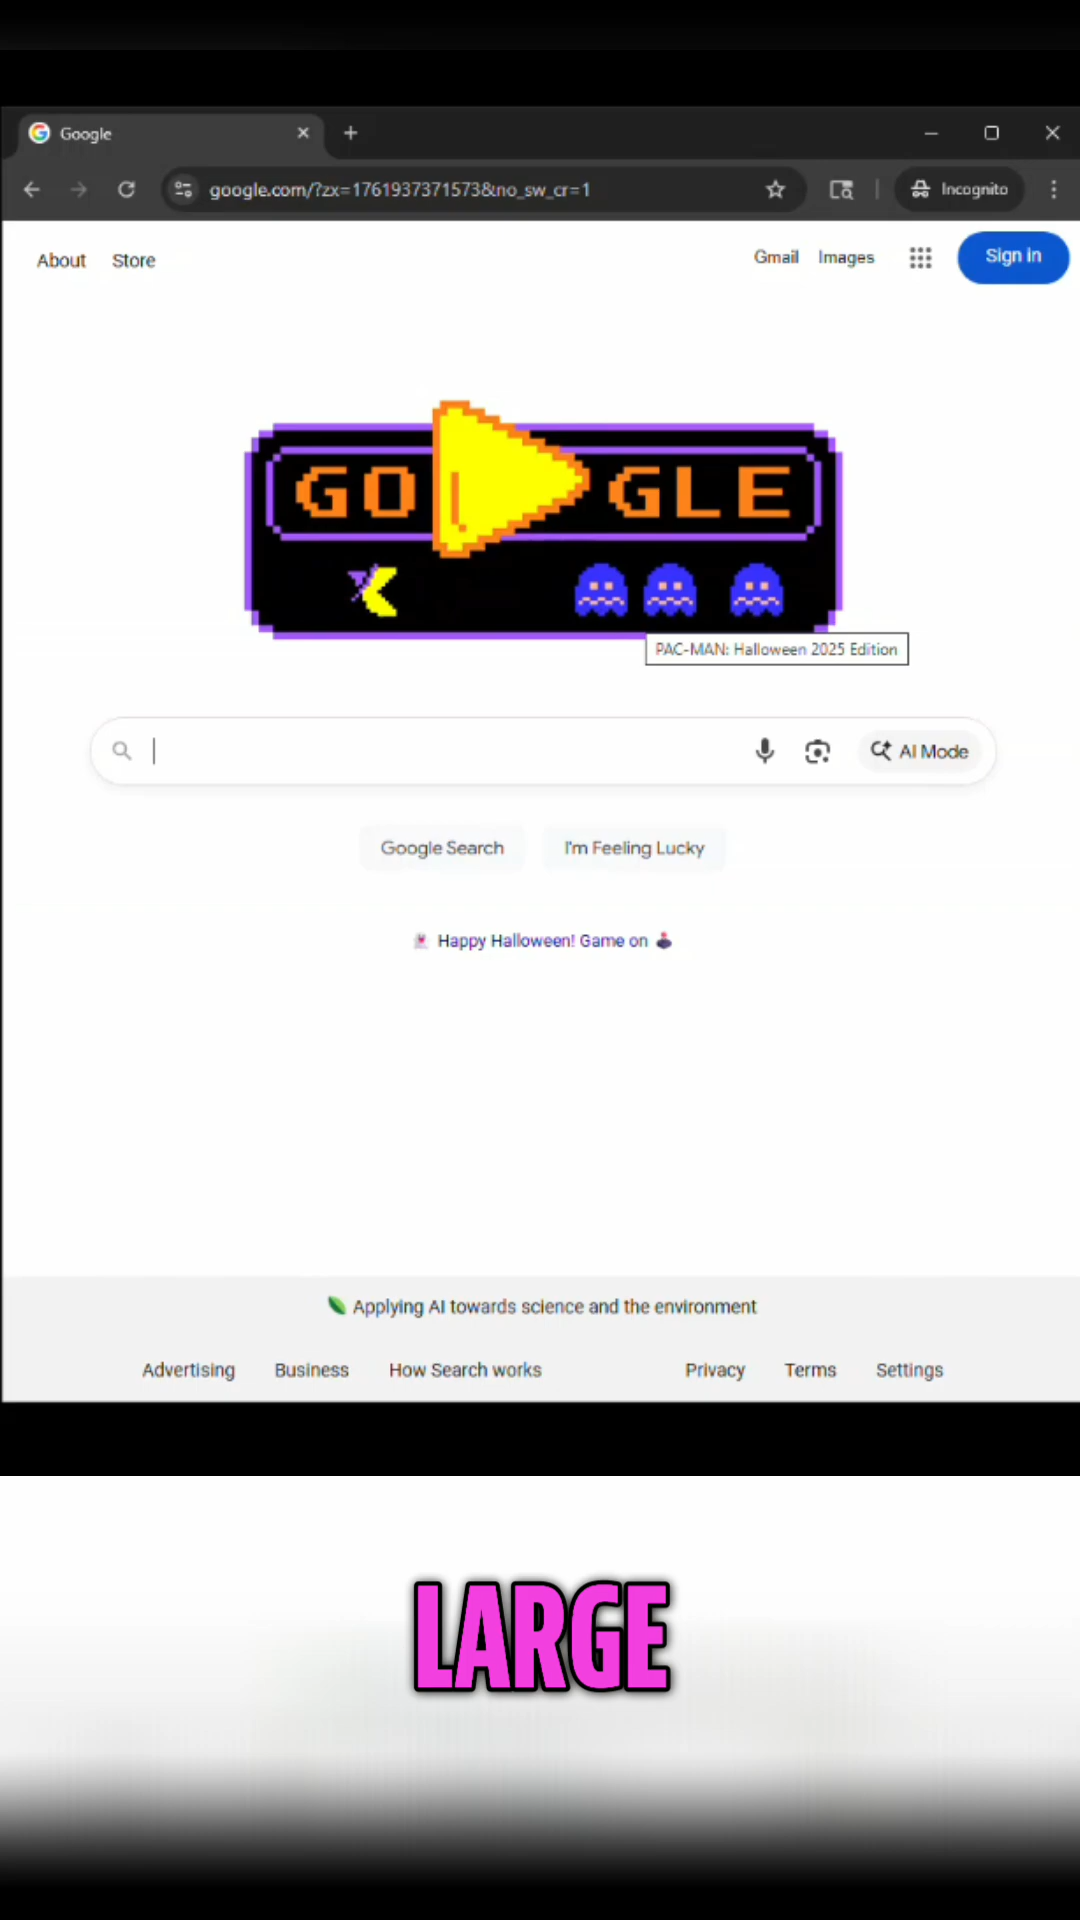 Google
google.com/?zx=1761937371573&no_sw_cr=1
Incognito
About Store
Gmail Images
Sign in
GO GLE
PAC-MAN: Halloween 2025 Edition
AI Mode
Google Search
I'm Feeling Lucky
Happy Halloween! Game on
Applying AI towards science and the environment
Advertising Business How Search works
Privacy Terms Settings
LARGE